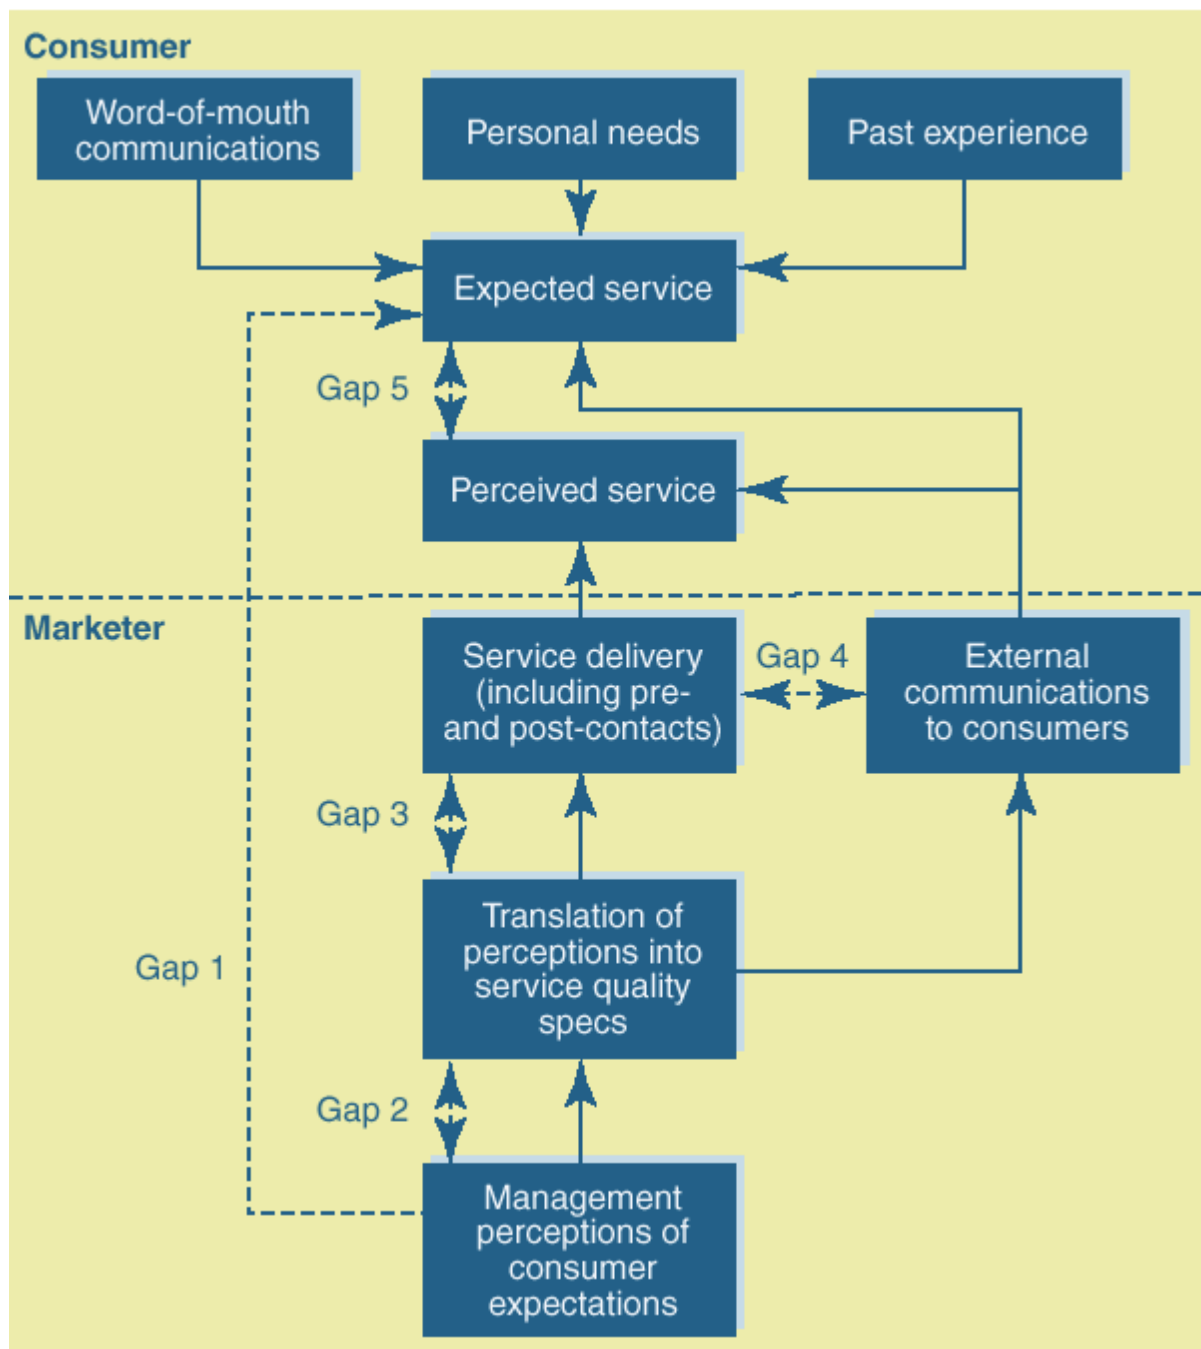 Consumer
Word-of-mouth
communications
Personal needs
Past experience
Expected service
Gap 5
Perceived service
Marketer
Service delivery
(including pre-
and post-contacts)
Gap 4
External
communications
to consumers
Gap 3
Translation of
perceptions into
service quality
specs
Gap 1
Gap 2
Management
perceptions of
consumer
expectations